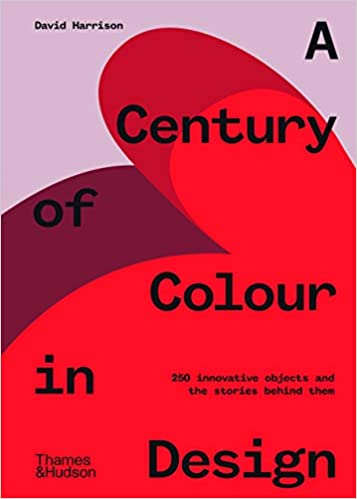 David Harrison
A
Century
of
Colour
in
250 innovative objects and
the stories behind them
Design
Thames
&Hudson